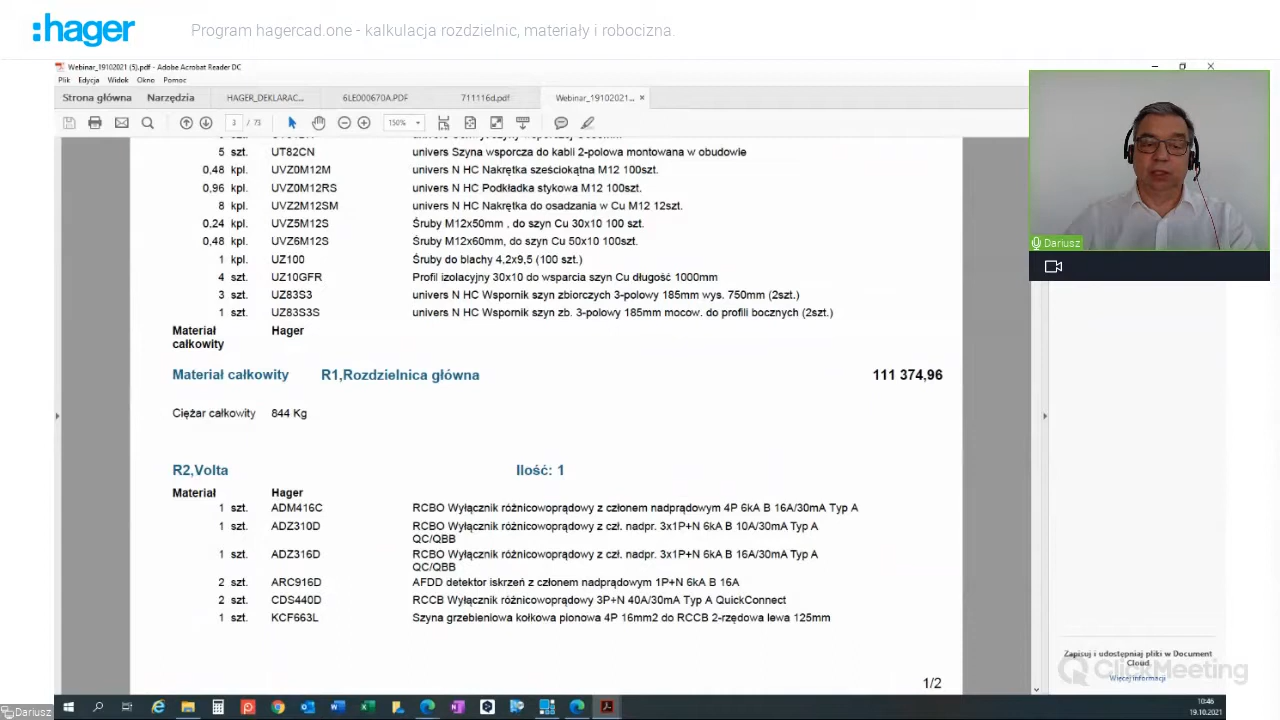 :hager
Program hagercad.one - kalkulacja rozdzielnic, materiały i robocizna.
Webinar_19102021 (5).pdf - Adobe Acrobat Reader DC
Plik Edycja Widok Okno Pomoc
Strona główna Narzędzia HAGER_DEKLARAC... 6LE000670A.PDF 711116d.pdf Webinar_19102021... ×
3 / 73 150%
5 szt. UT82CN univers Szyna wsporcza do kabli 2-polowa montowana w obudowie
0,48 kpl. UVZ0M12M univers N HC Nakrętka sześciokątna M12 100szt.
0,96 kpl. UVZ0M12RS univers N HC Podkładka stykowa M12 100szt.
8 kpl. UVZ2M12SM univers N HC Nakrętka do osadzania w Cu M12 12szt.
0,24 kpl. UVZ5M12S Śruby M12x50mm , do szyn Cu 30x10 100 szt.
0,48 kpl. UVZ6M12S Śruby M12x60mm, do szyn Cu 50x10 100szt.
1 kpl. UZ100 Śruby do blachy 4,2x9,5 (100 szt.)
4 szt. UZ10GFR Profil izolacyjny 30x10 do wsparcia szyn Cu długość 1000mm
3 szt. UZ83S3 univers N HC Wspornik szyn zbiorczych 3-polowy 185mm wys. 750mm (2szt.)
1 szt. UZ83S3S univers N HC Wspornik szyn zb. 3-polowy 185mm mocow. do profili bocznych (2szt.)
Materiał Hager
całkowity
Materiał całkowity R1,Rozdzielnica główna 111 374,96
Ciężar całkowity 844 Kg
R2,Volta Ilość: 1
Materiał Hager
1 szt. ADM416C RCBO Wyłącznik różnicowoprądowy z członem nadprądowym 4P 6kA B 16A/30mA Typ A
1 szt. ADZ310D RCBO Wyłącznik różnicowoprądowy z czł. nadpr. 3x1P+N 6kA B 10A/30mA Typ A
QC/QBB
1 szt. ADZ316D RCBO Wyłącznik różnicowoprądowy z czł. nadpr. 3x1P+N 6kA B 16A/30mA Typ A
QC/QBB
2 szt. ARC916D AFDD detektor iskrzeń z członem nadprądowym 1P+N 6kA B 16A
2 szt. CDS440D RCCB Wyłącznik różnicowoprądowy 3P+N 40A/30mA Typ A QuickConnect
1 szt. KCF663L Szyna grzebieniowa kołkowa pionowa 4P 16mm2 do RCCB 2-rzędowa lewa 125mm
1/2
Dariusz
Zapisuj i udostępniaj pliki w Document
Cloud.
Więcej informacji
ClickMeeting
Dariusz
10:46
19.10.2021